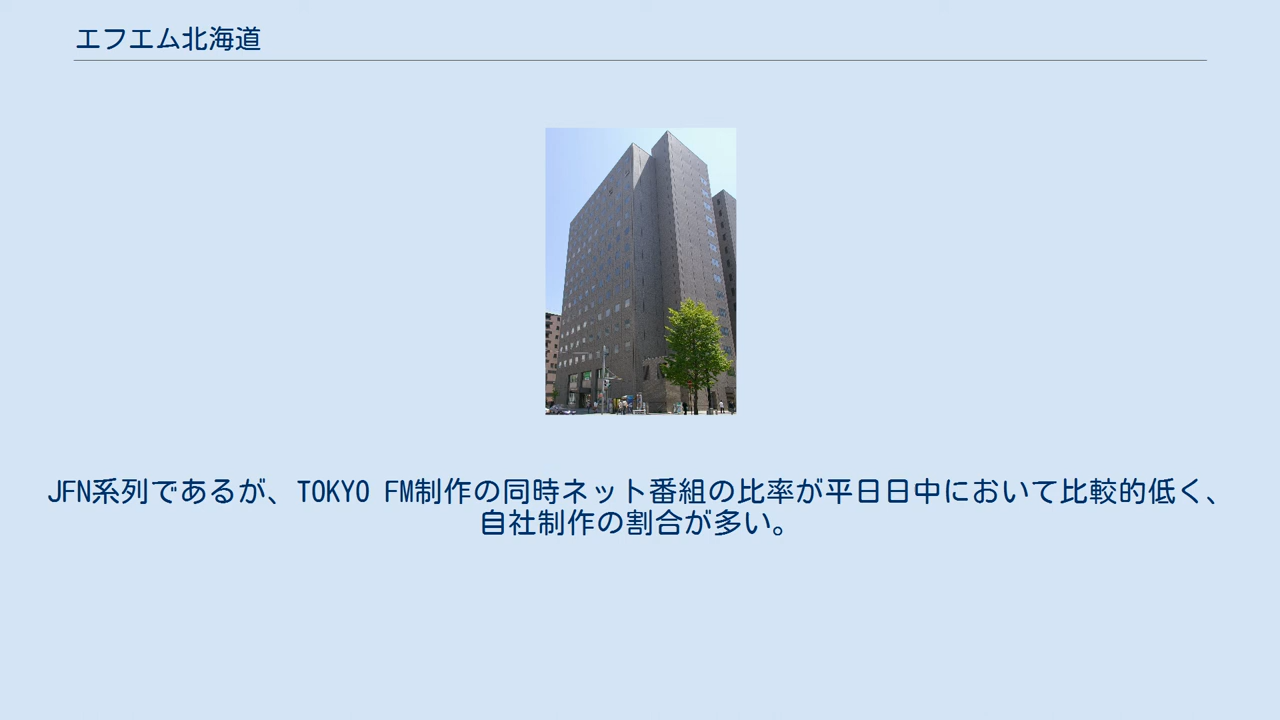 エフエム北海道
JFN系列であるが、TOKYO FM制作の同時ネット番組の比率が平日日中において比較的低く、
自社制作の割合が多い。